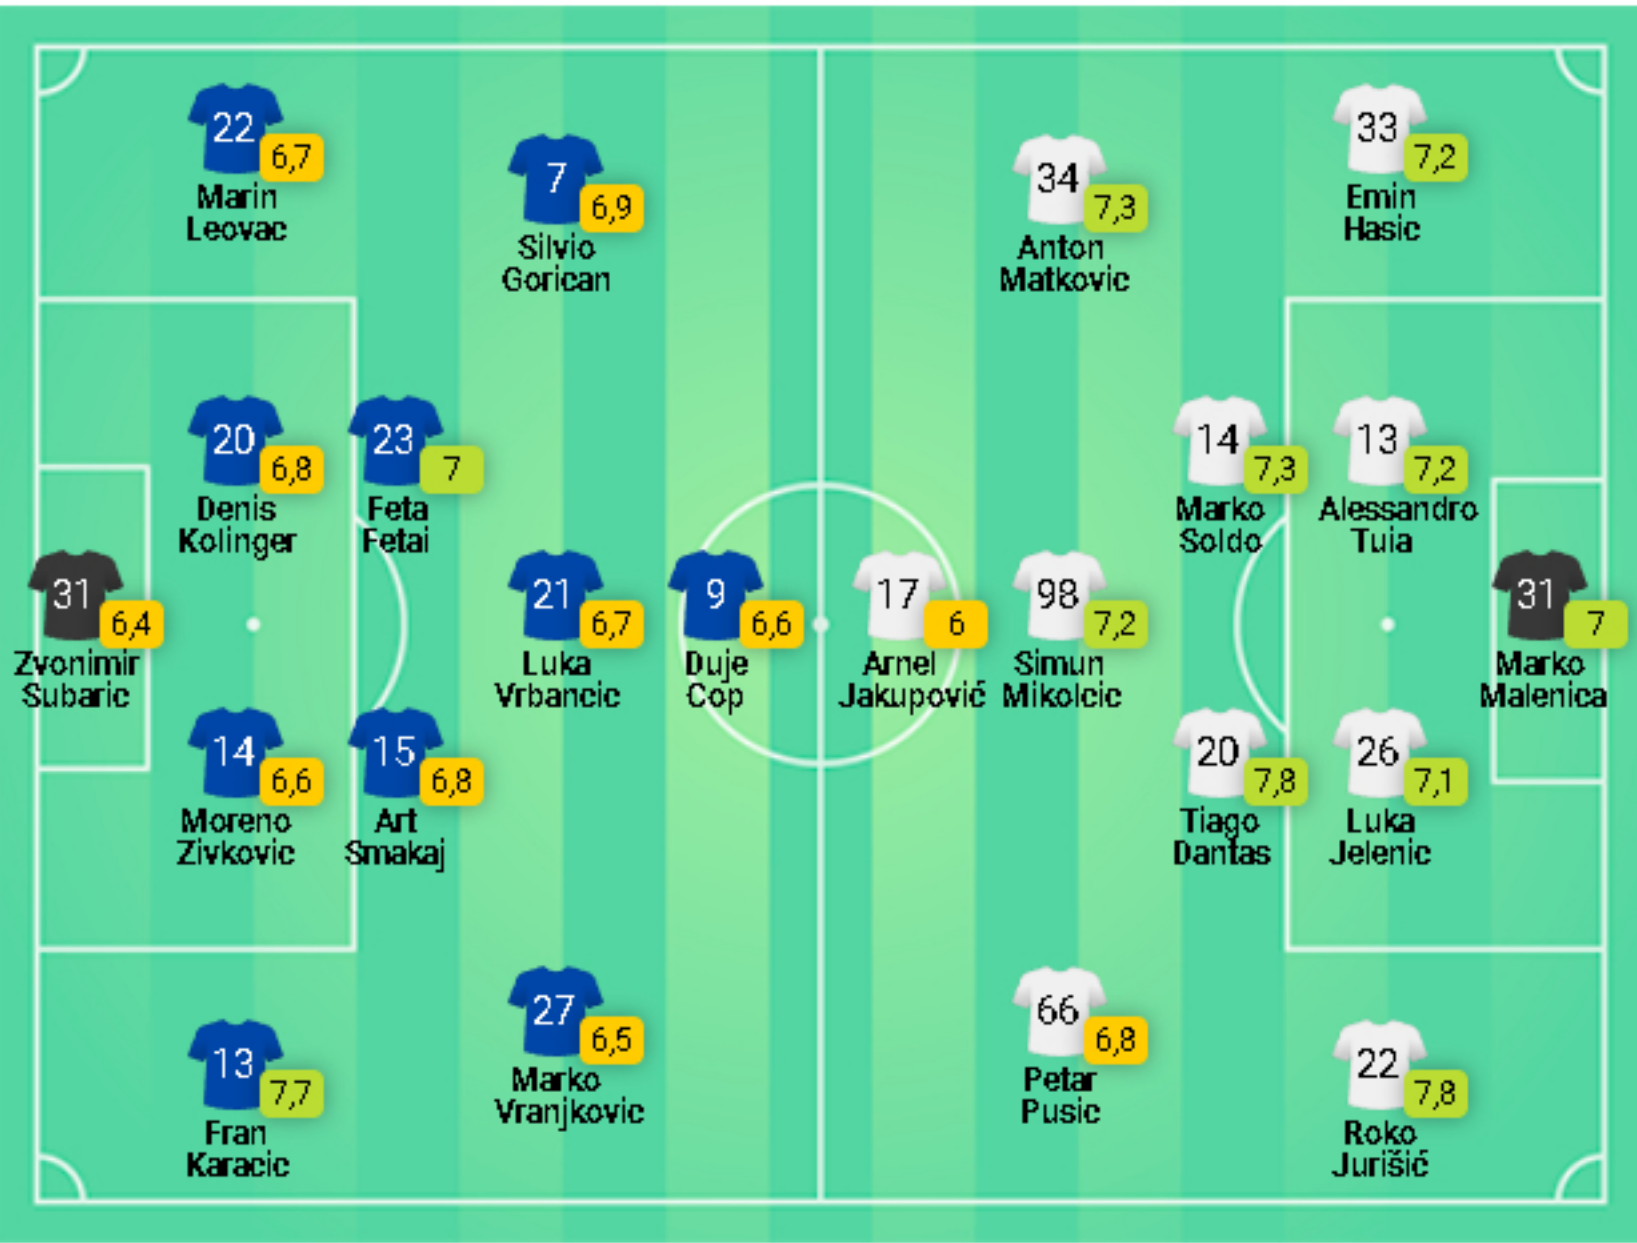 22
6,7
Marin
Leovac
7
6,9
Silvio
Gorican
34
7,3
Anton
Matkovic
33
7,2
Emin
Hasic
20
6,8
Denis
Kolinger
23
7
Feta
Fetai
14
7,3
Marko
Soldo
13
7,2
Alessandro
Tuia
31
6,4
Zvonimir
Subaric
21
6,7
Luka
Vrbancic
9
6,6
Duje
Cop
17
6
Arnel
Jakupović
98
7,2
Simun
Mikolcic
31
7
Marko
Malenica
14
6,6
Moreno
Zivkovic
15
6,8
Art
Smakaj
20
7,8
Tiago
Dantas
26
7,1
Luka
Jelenic
13
7,7
Fran
Karacic
27
6,5
Marko
Vranjkovic
66
6,8
Petar
Pusic
22
7,8
Roko
Jurišić